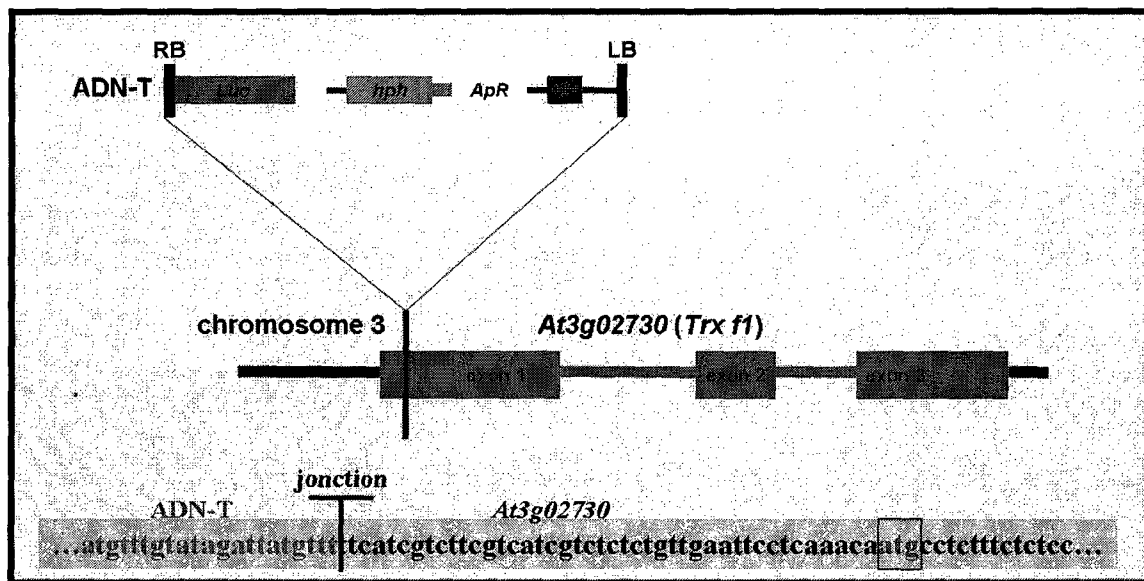 RB LB
ADN-T Luc hph ApR
chromosome 3 At3g02730 (Trx f1)
exon 1 exon 2 exon 3
jonction
ADN-T At3g02730
...atgtttgtatagattatgtttctcatcgtcttcgtcatcgtctctctgttgaattcctcaaacaatgcctctttctctcc...